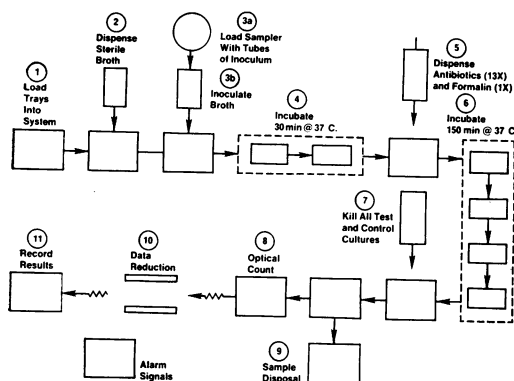 1
Load
Trays
Into
System
2
Dispense
Sterile
Broth
3a
Load Sampler
With Tubes
of Inoculum
3b
Inoculate
Broth
4
Incubate
30 min @ 37 C.
5
Dispense
Antibiotics (13X)
and Formalin (1X)
6
Incubate
150 min @ 37 C.
7
Kill All Test
and Control
Cultures
8
Optical
Count
9
Sample
Disposal
10
Data
Reduction
11
Record
Results
Alarm
Signals